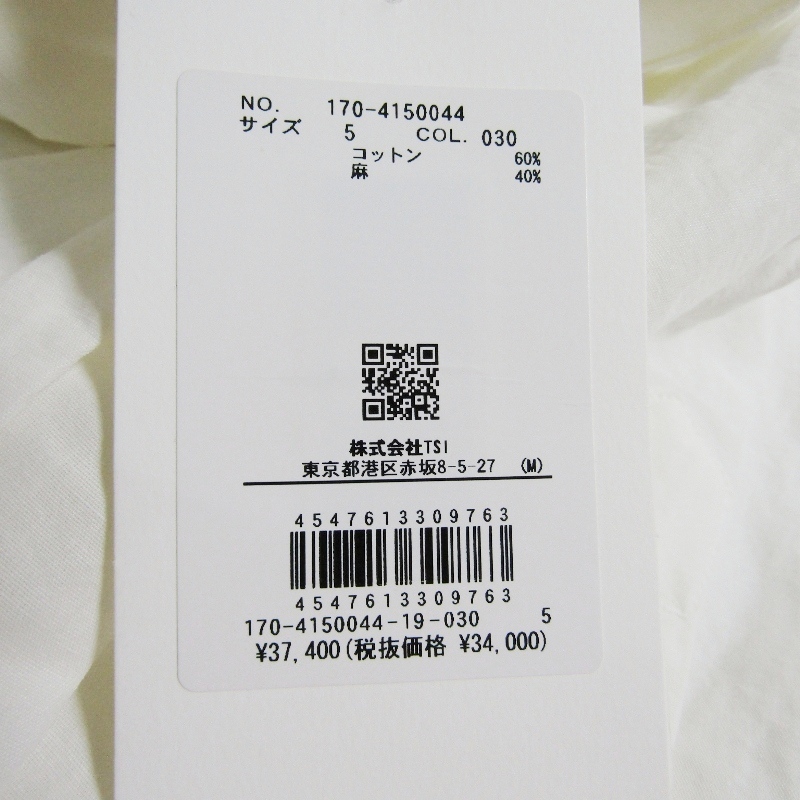 NO. 170-4150044
サイズ 5 COL. 030
コットン 60%
麻 40%
株式会社TSI
東京都港区赤坂8-5-27 (M)
4547613309763
4547613309763
170-4150044-19-030 5
¥37,400(税抜価格 ¥34,000)